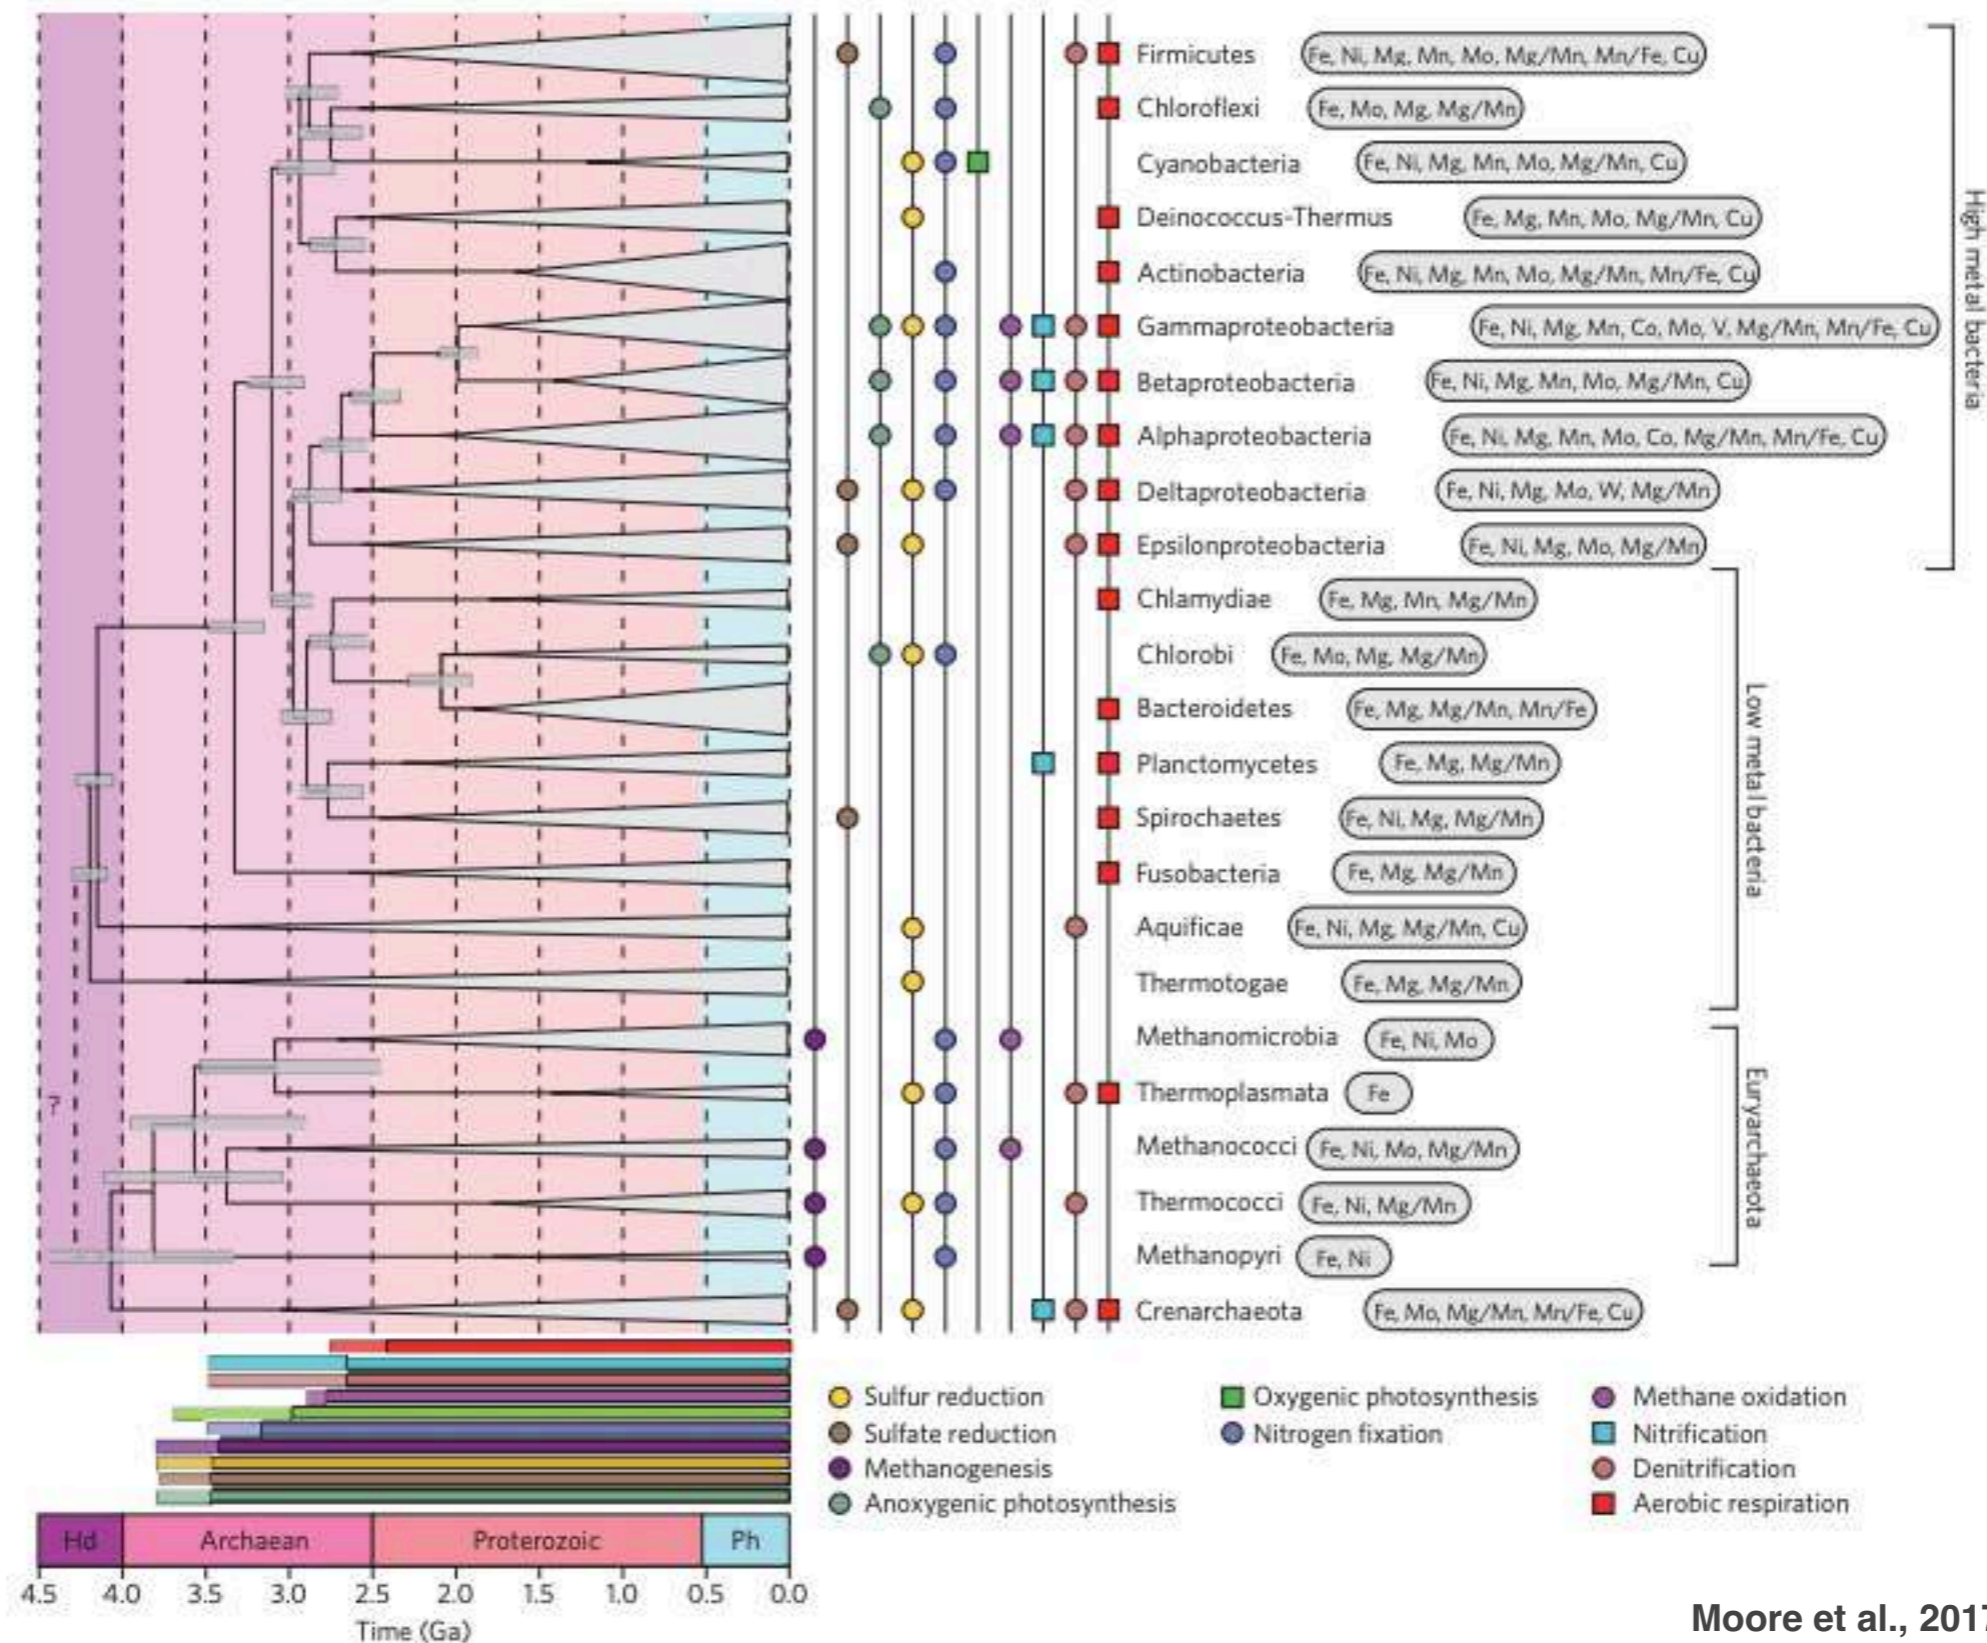 Firmicutes Fe, Ni, Mg, Mn, Mo, Mg/Mn, Mn/Fe, Cu
Chloroflexi Fe, Mo, Mg, Mg/Mn
Cyanobacteria Fe, Ni, Mg, Mn, Mo, Mg/Mn, Cu
Deinococcus-Thermus Fe, Mg, Mn, Mo, Mg/Mn, Cu
Actinobacteria Fe, Ni, Mg, Mn, Mo, Mg/Mn, Mn/Fe, Cu
Gammaproteobacteria Fe, Ni, Mg, Mn, Co, Mo, V, Mg/Mn, Mn/Fe, Cu
Betaproteobacteria Fe, Ni, Mg, Mn, Mo, Mg/Mn, Cu
Alphaproteobacteria Fe, Ni, Mg, Mn, Mo, Co, Mg/Mn, Mn/Fe, Cu
Deltaproteobacteria Fe, Ni, Mg, Mo, W, Mg/Mn
Epsilonproteobacteria Fe, Ni, Mg, Mo, Mg/Mn
High metal bacteria
Chlamydiae Fe, Mg, Mn, Mg/Mn
Chlorobi Fe, Mo, Mg, Mg/Mn
Bacteroidetes Fe, Mg, Mg/Mn, Mn/Fe
Planctomycetes Fe, Mg, Mg/Mn
Spirochaetes Fe, Ni, Mg, Mg/Mn
Fusobacteria Fe, Mg, Mg/Mn
Aquificae Fe, Ni, Mg, Mg/Mn, Cu
Thermotogae Fe, Mg, Mg/Mn
Low metal bacteria
Methanomicrobia Fe, Ni, Mo
? Thermoplasmata Fe
Methanococci Fe, Ni, Mo, Mg/Mn
Thermococci Fe, Ni, Mg/Mn
Methanopyri Fe, Ni
Euryarchaeota
Crenarchaeota Fe, Mo, Mg/Mn, Mn/Fe, Cu
Sulfur reduction Oxygenic photosynthesis Methane oxidation
Sulfate reduction Nitrogen fixation Nitrification
Methanogenesis Denitrification
Anoxygenic photosynthesis Aerobic respiration
Hd Archaean Proterozoic Ph
4.5 4.0 3.5 3.0 2.5 2.0 1.5 1.0 0.5 0.0
Time (Ga)
Moore et al., 2017